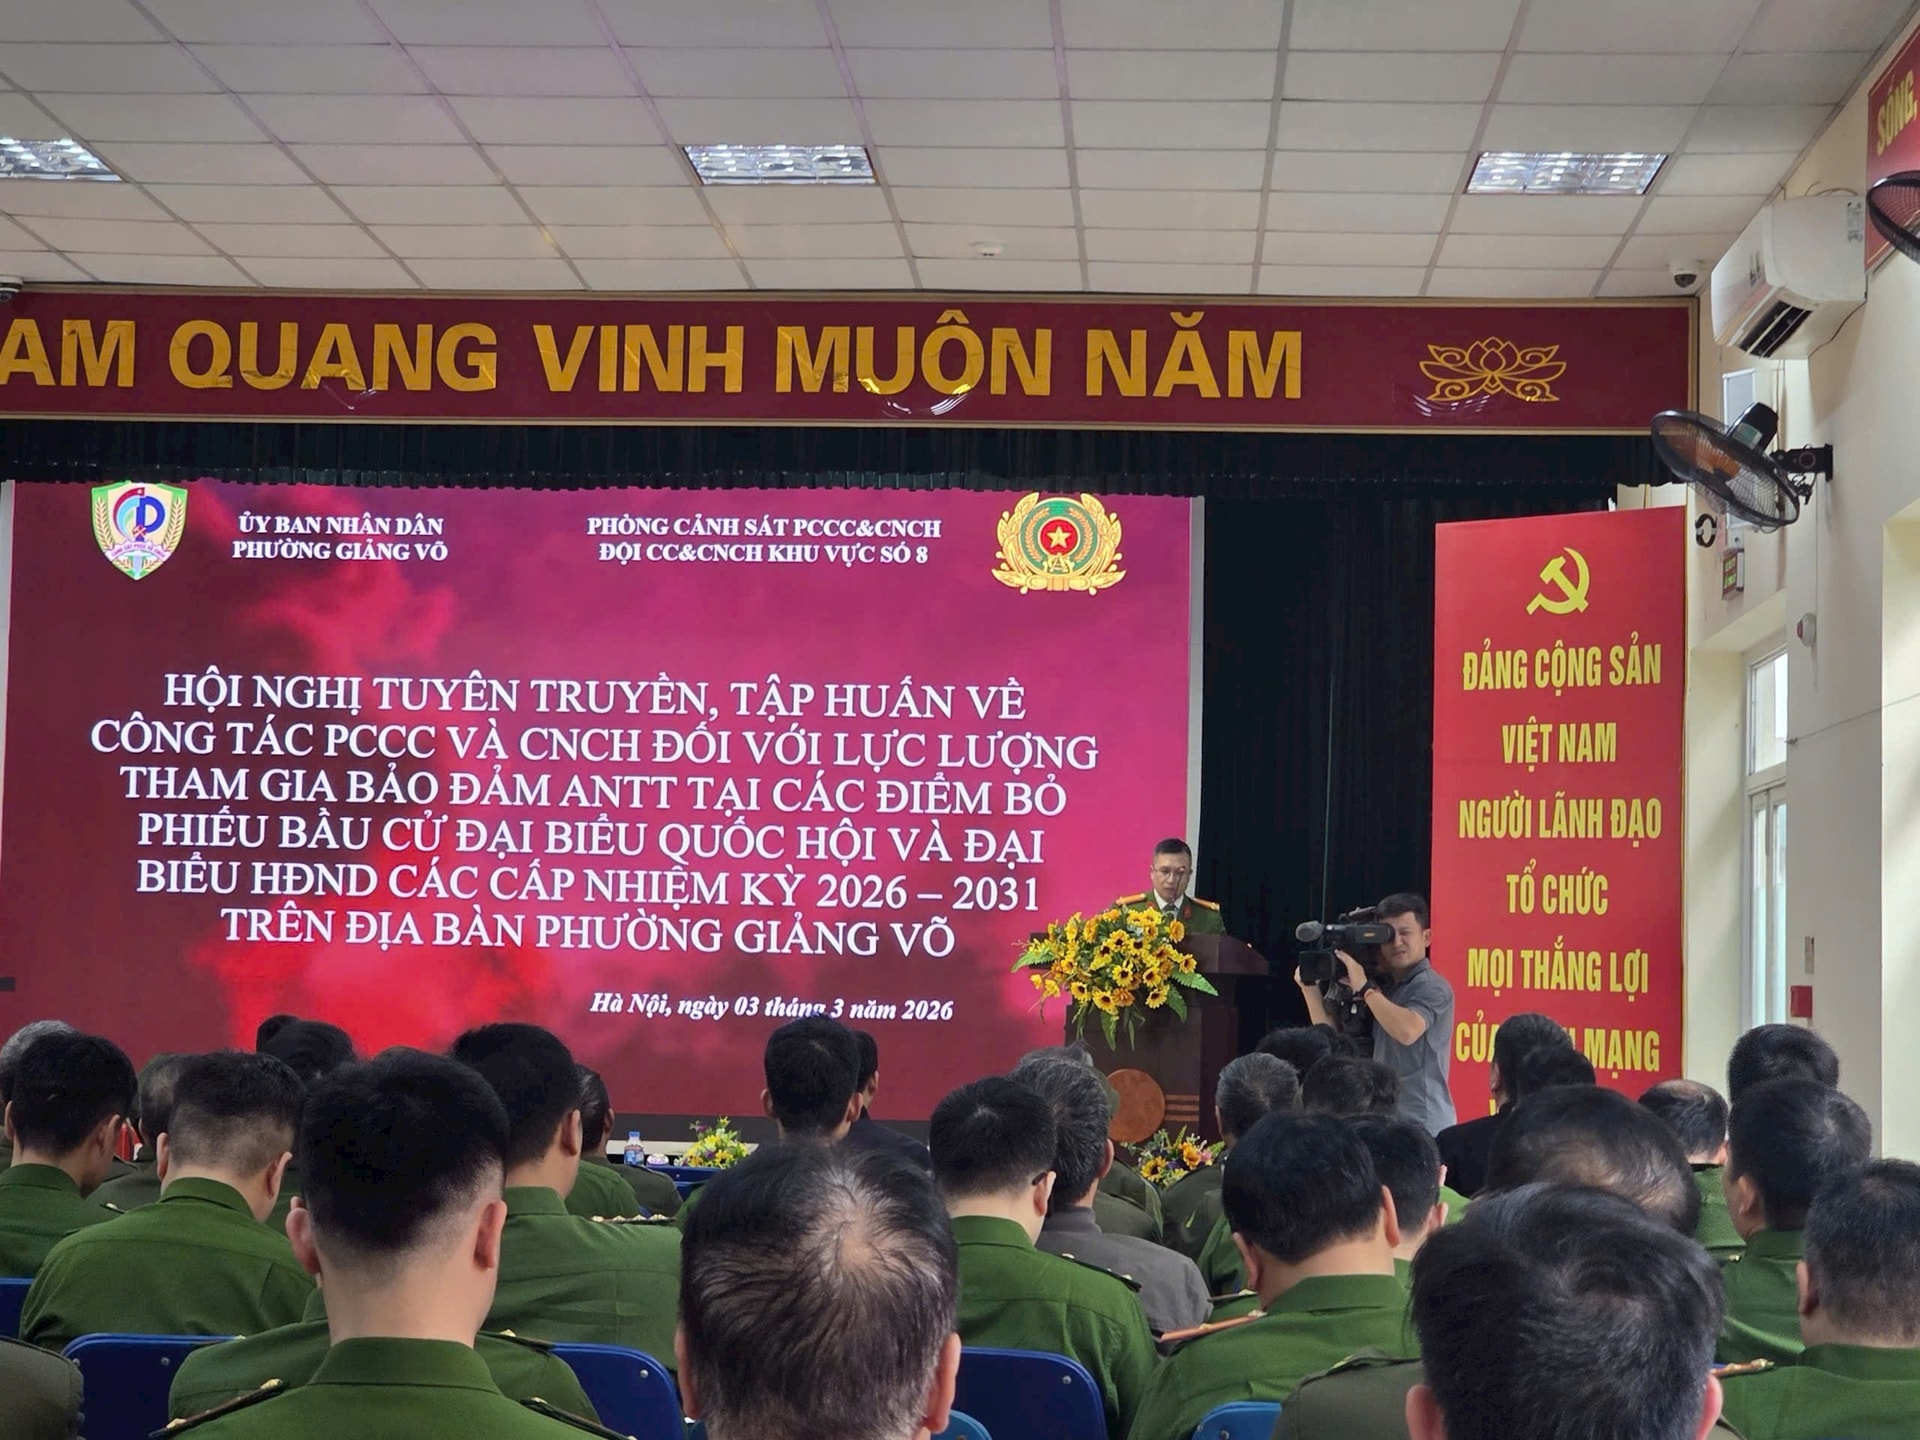 AM QUANG VINH MUÔN NĂM
SỐNG
ỦY BAN NHÂN DÂN
PHƯỜNG GIẢNG VÕ
PHÒNG CẢNH SÁT PCCC&CNCH
ĐỘI CC&CNCH KHU VỰC SỐ 8
HỘI NGHỊ TUYÊN TRUYỀN, TẬP HUẤN VỀ
CÔNG TÁC PCCC VÀ CNCH ĐỐI VỚI LỰC LƯỢNG
THAM GIA BẢO ĐẢM ANTT TẠI CÁC ĐIỂM BỎ
PHIẾU BẦU CỬ ĐẠI BIỂU QUỐC HỘI VÀ ĐẠI
BIỂU HĐND CÁC CẤP NHIỆM KỲ 2026 – 2031
TRÊN ĐỊA BÀN PHƯỜNG GIẢNG VÕ
Hà Nội, ngày 03 tháng 3 năm 2026
ĐẢNG CỘNG SẢN
VIỆT NAM
NGƯỜI LÃNH ĐẠO
TỔ CHỨC
MỌI THẮNG LỢI
CỦA MẠNG